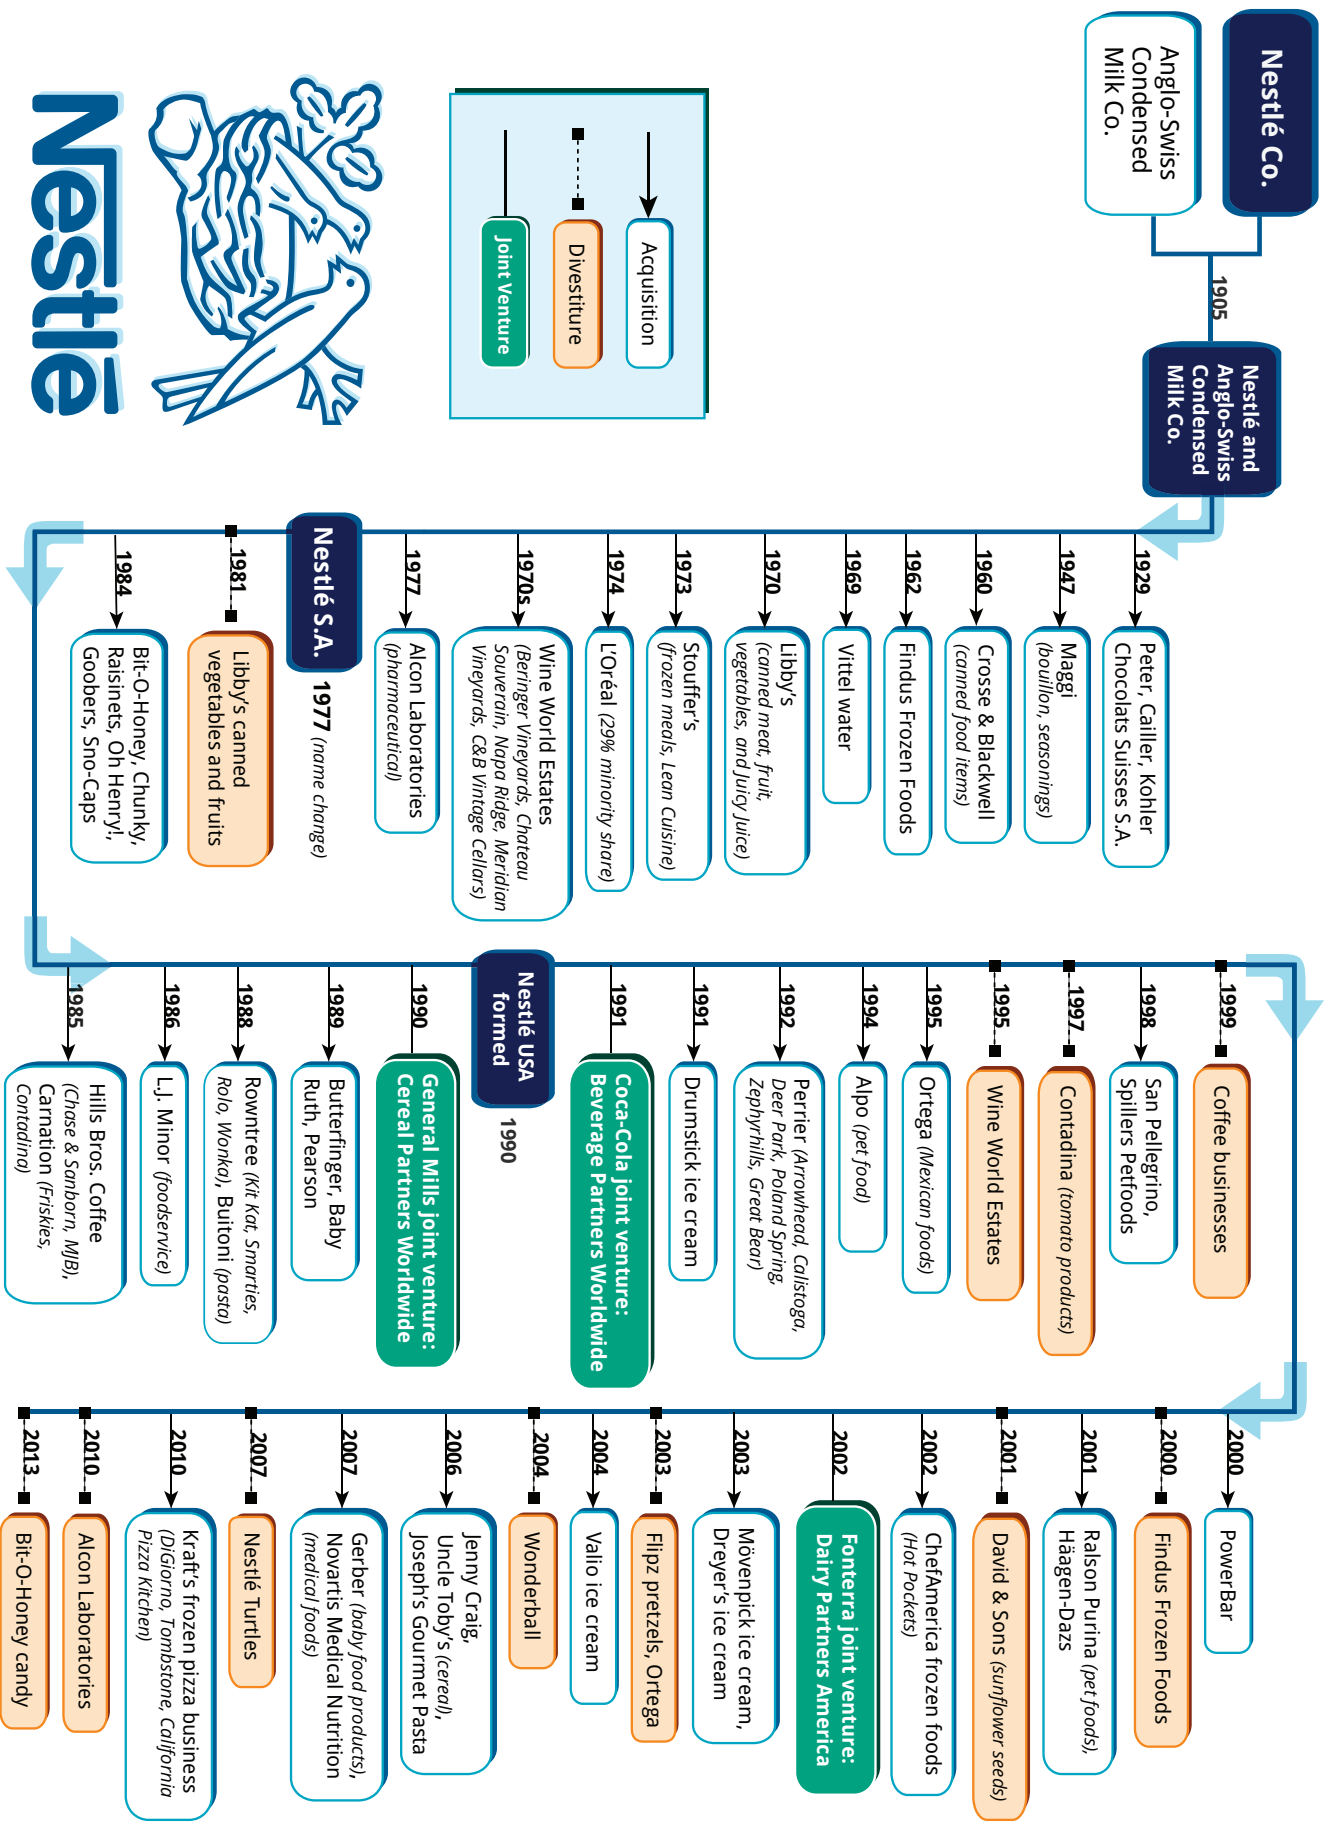 Nestlé Co.
Anglo-Swiss
Condensed
Milk Co.
1905
Nestlé and
Anglo-Swiss
Condensed
Milk Co.
Acquisition
Divestiture
Joint Venture
Nestlé
1929
Peter, Cailler, Kohler
Chocolats Suisses S.A.
1947
Maggi
(bouillon, seasonings)
1960
Crosse & Blackwell
(canned food items)
1962
Findus Frozen Foods
1969
Vittel water
1970
Libby's
(canned meat, fruit,
vegetables, and Juicy Juice)
1973
Stouffer's
(frozen meals, Lean Cuisine)
1974
L'Oréal (29% minority share)
1970s
Wine World Estates
(Beringer Vineyards, Chateau
Souverain, Napa Ridge, Meridian
Vineyards, C&B Vintage Cellars)
1977
Alcon Laboratories
(pharmaceutical)
Nestlé S.A.
1977 (name change)
1981
Libby's canned
vegetables and fruits
1984
Bit-O-Honey, Chunky,
Raisinets, Oh Henry!,
Goobers, Sno-Caps
1985
Hills Bros. Coffee
(Chase & Sanborn, MJB),
Carnation (Friskies,
Contadina)
1986
L.J. Minor (foodservice)
1988
Rowntree (Kit Kat, Smarties,
Rolo, Wonka), Buitoni (pasta)
1989
Butterfinger, Baby
Ruth, Pearson
1990
General Mills joint venture:
Cereal Partners Worldwide
Nestlé USA
formed
1990
1991
Coca-Cola joint venture:
Beverage Partners Worldwide
1991
Drumstick ice cream
1992
Perrier (Arrowhead, Calistoga,
Deer Park, Poland Spring,
Zephyrhills, Great Bear)
1994
Alpo (pet food)
1995
Ortega (Mexican foods)
1995
Wine World Estates
1997
Contadina (tomato products)
1998
San Pellegrino,
Spillers Petfoods
1999
Coffee businesses
2000
PowerBar
2000
Findus Frozen Foods
2001
Ralson Purina (pet foods),
Häagen-Dazs
2001
David & Sons (sunflower seeds)
2002
ChefAmerica frozen foods
(Hot Pockets)
2002
Fonterra joint venture:
Dairy Partners America
2003
Mövenpick ice cream,
Dreyer's ice cream
2003
Flipz pretzels, Ortega
2004
Valio ice cream
2004
Wonderball
2006
Jenny Craig,
Uncle Toby's (cereal),
Joseph's Gourmet Pasta
2007
Gerber (baby food products),
Novartis Medical Nutrition
(medical foods)
2007
Nestlé Turtles
2010
Kraft's frozen pizza business
(DiGiorno, Tombstone, California
Pizza Kitchen)
2010
Alcon Laboratories
2013
Bit-O-Honey candy